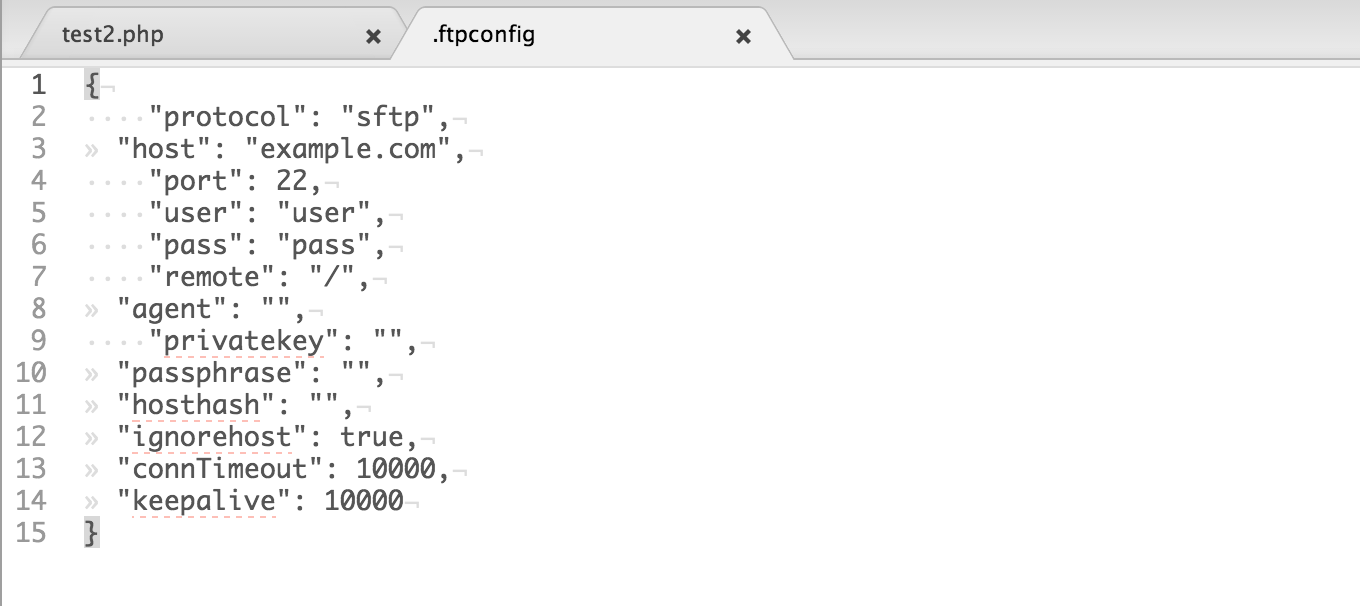 test2.php × .ftpconfig ×
1 {¬
2 ····"protocol": "sftp",¬
3 » "host": "example.com",¬
4 ····"port": 22,¬
5 ····"user": "user",¬
6 ····"pass": "pass",¬
7 ····"remote": "/",¬
8 » "agent": "",¬
9 ····"privatekey": "",¬
10 » "passphrase": "",¬
11 » "hosthash": "",¬
12 » "ignorehost": true,¬
13 » "connTimeout": 10000,¬
14 » "keepalive": 10000¬
15 }